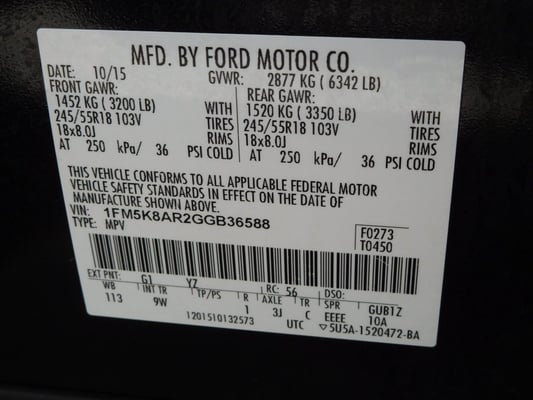 MFD. BY FORD MOTOR CO.
DATE: 10/15 GVWR: 2877 KG ( 6342 LB)
FRONT GAWR: REAR GAWR:
1452 KG ( 3200 LB) WITH 1520 KG ( 3350 LB) WITH
245/55R18 103V TIRES 245/55R18 103V TIRES
18x8.0J RIMS 18x8.0J RIMS
AT 250 kPa/ 36 PSI COLD AT 250 kPa/ 36 PSI COLD
THIS VEHICLE CONFORMS TO ALL APPLICABLE FEDERAL MOTOR
VEHICLE SAFETY STANDARDS IN EFFECT ON THE DATE OF
MANUFACTURE SHOWN ABOVE.
VIN: 1FM5K8AR2GGB36588 F0273
TYPE: MPV T0450
EXT PNT: G1 YZ RC: 56 DSO:
WB INT TR TP/PS R AXLE TR SPR GUB1Z
113 9W 1 3J C EEEE 10A
1201510132573 UTC ▽5U5A-1520472-BA